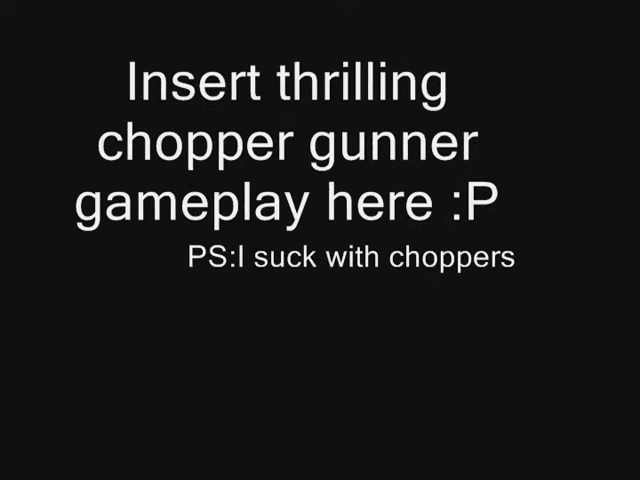 Insert thrilling
chopper gunner
gameplay here :P
PS:I suck with choppers